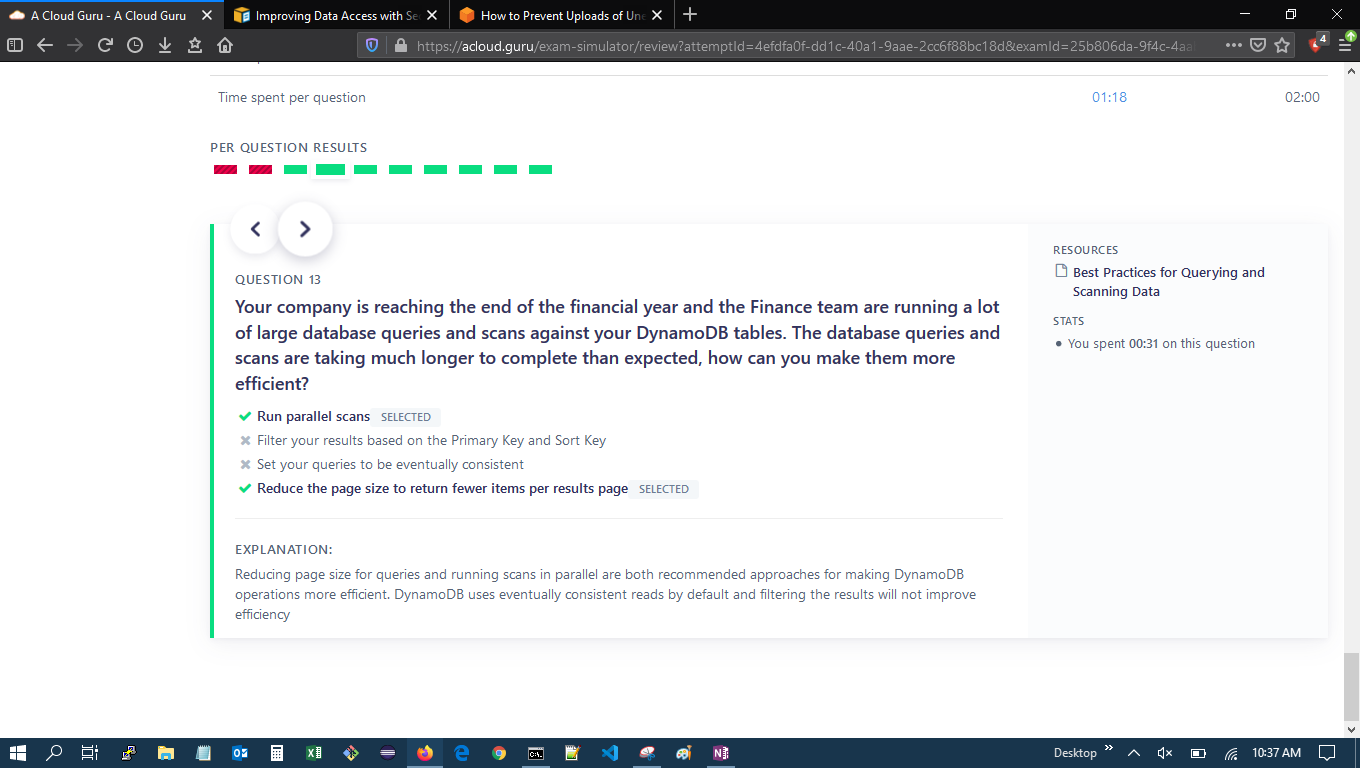 A Cloud Guru - A Cloud Guru
Improving Data Access with Se
How to Prevent Uploads of Une
https://acloud.guru/exam-simulator/review?attemptId=4efdfa0f-dd1c-40a1-9aae-2cc6f88bc18d&examId=25b806da-9f4c-4aa
4
Time spent per question 01:18 02:00
PER QUESTION RESULTS
QUESTION 13
Your company is reaching the end of the financial year and the Finance team are running a lot
of large database queries and scans against your DynamoDB tables. The database queries and
scans are taking much longer to complete than expected, how can you make them more
efficient?
Run parallel scans SELECTED
Filter your results based on the Primary Key and Sort Key
Set your queries to be eventually consistent
Reduce the page size to return fewer items per results page SELECTED
EXPLANATION:
Reducing page size for queries and running scans in parallel are both recommended approaches for making DynamoDB
operations more efficient. DynamoDB uses eventually consistent reads by default and filtering the results will not improve
efficiency
RESOURCES
Best Practices for Querying and
Scanning Data
STATS
• You spent 00:31 on this question
Desktop
10:37 AM